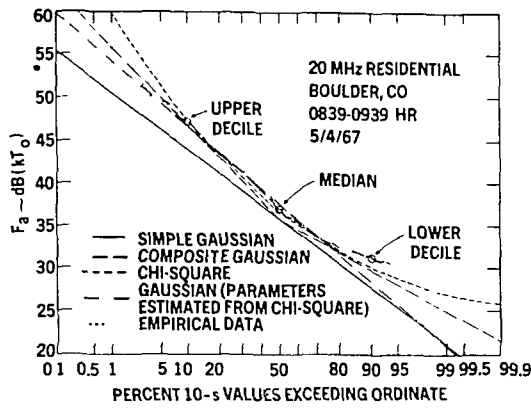 60
55
50
45
40
35
30
25
20
F a ~ dB (kT o)
20 MHz RESIDENTIAL
BOULDER, CO
0839-0939 HR
5/4/67
UPPER
DECILE
MEDIAN
LOWER
DECILE
SIMPLE GAUSSIAN
COMPOSITE GAUSSIAN
CHI-SQUARE
GAUSSIAN (PARAMETERS
ESTIMATED FROM CHI-SQUARE)
EMPIRICAL DATA
0 1 0.5 1 5 10 20 50 80 90 95 99 99.5 99.9
PERCENT 10-s VALUES EXCEEDING ORDINATE